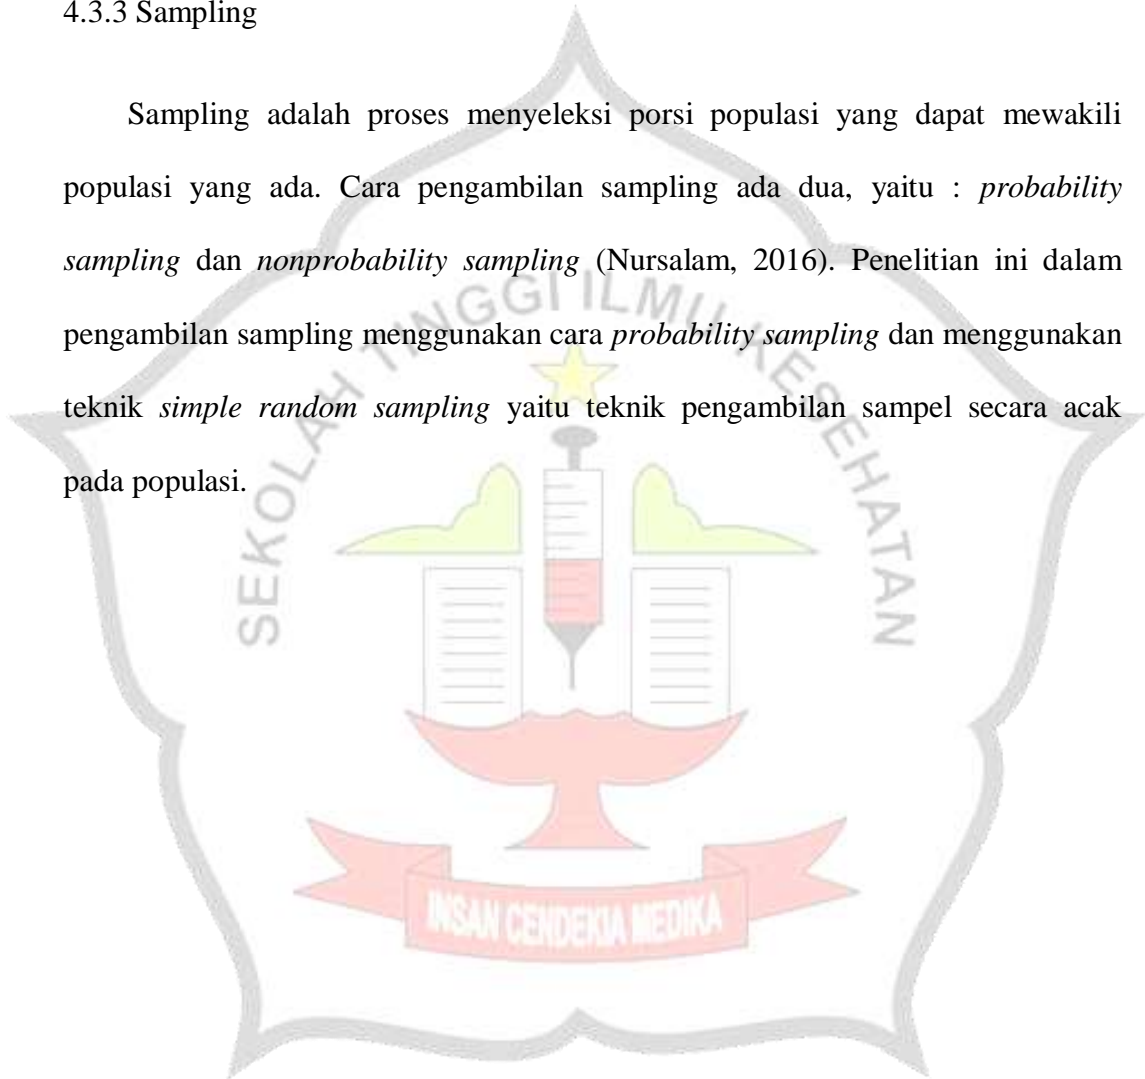 4.3.3 Sampling
Sampling adalah proses menyeleksi porsi populasi yang dapat mewakili
populasi yang ada. Cara pengambilan sampling ada dua, yaitu : probability
sampling dan nonprobability sampling (Nursalam, 2016). Penelitian ini dalam
pengambilan sampling menggunakan cara probability sampling dan menggunakan
teknik simple random sampling yaitu teknik pengambilan sampel secara acak
pada populasi.
SEKOLAH TINGGI ILMU KESEHATAN
INSAN CENDEKIA MEDIKA